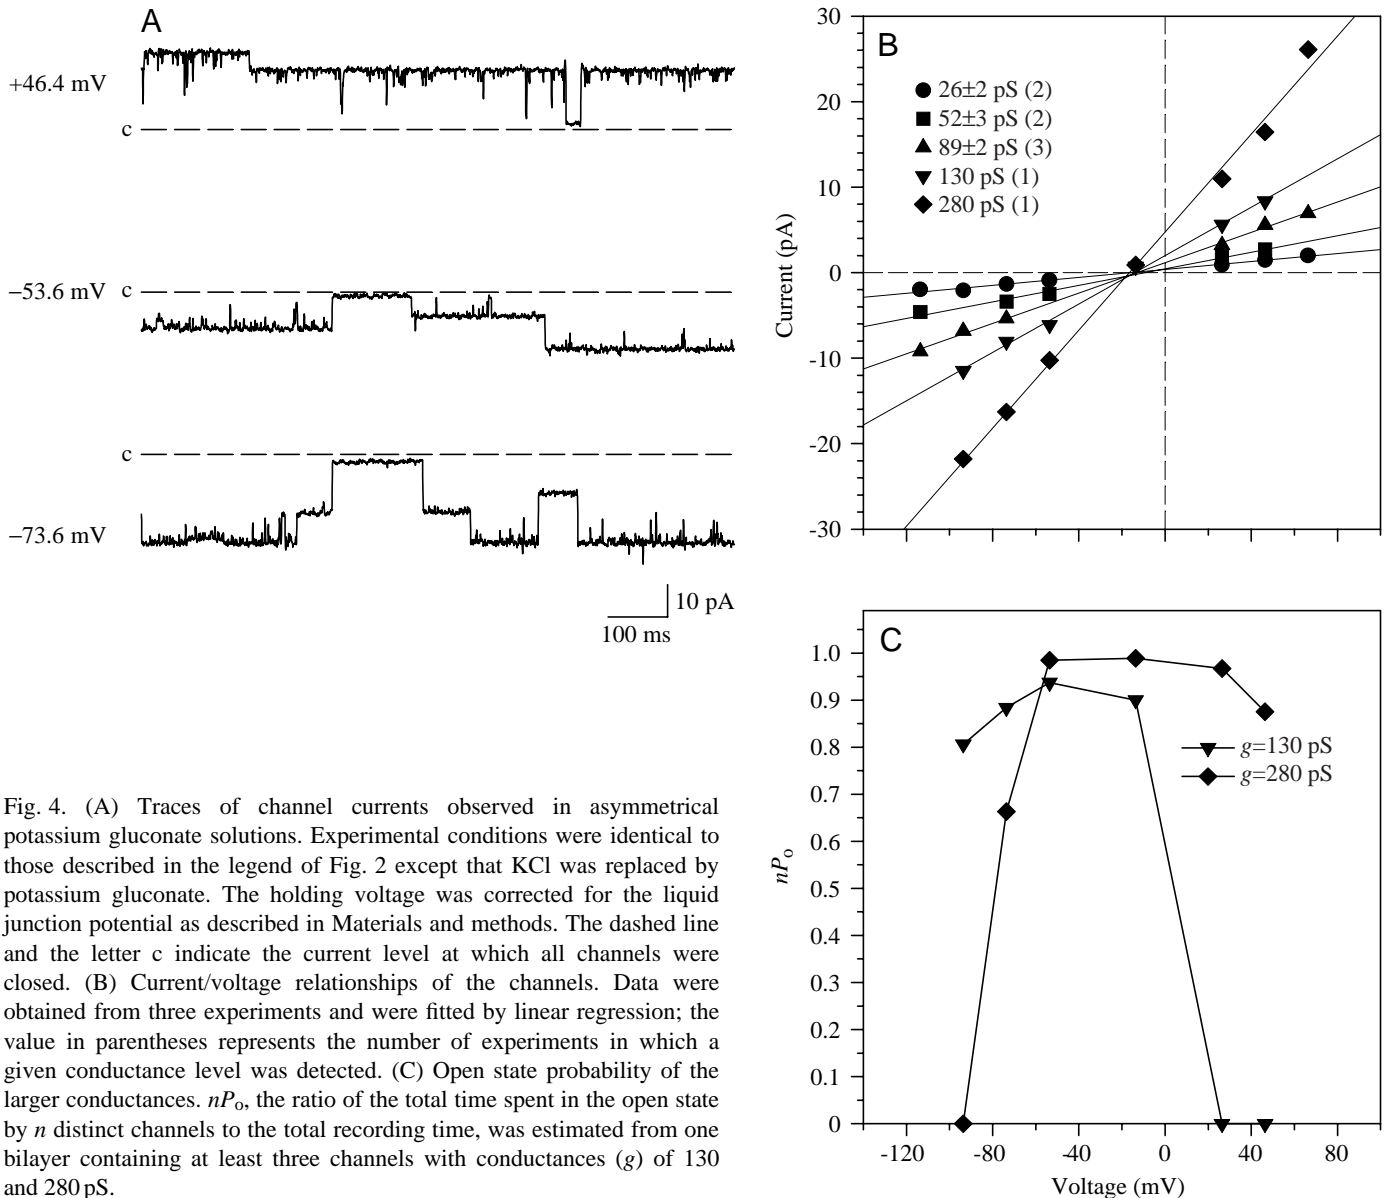 A
+46.4 mV
c
−53.6 mV
c
c
−73.6 mV
10 pA
100 ms
B
30
20
10
0
-10
-20
-30
Current (pA)
26±2 pS (2)
52±3 pS (2)
89±2 pS (3)
130 pS (1)
280 pS (1)
C
1.0
0.9
0.8
0.7
0.6
0.5
0.4
0.3
0.2
0.1
0
nPo
g=130 pS
g=280 pS
-120 -80 -40 0 40 80
Voltage (mV)
Fig. 4. (A) Traces of channel currents observed in asymmetrical
potassium gluconate solutions. Experimental conditions were identical to
those described in the legend of Fig. 2 except that KCl was replaced by
potassium gluconate. The holding voltage was corrected for the liquid
junction potential as described in Materials and methods. The dashed line
and the letter c indicate the current level at which all channels were
closed. (B) Current/voltage relationships of the channels. Data were
obtained from three experiments and were fitted by linear regression; the
value in parentheses represents the number of experiments in which a
given conductance level was detected. (C) Open state probability of the
larger conductances. nPo, the ratio of the total time spent in the open state
by n distinct channels to the total recording time, was estimated from one
bilayer containing at least three channels with conductances (g) of 130
and 280 pS.